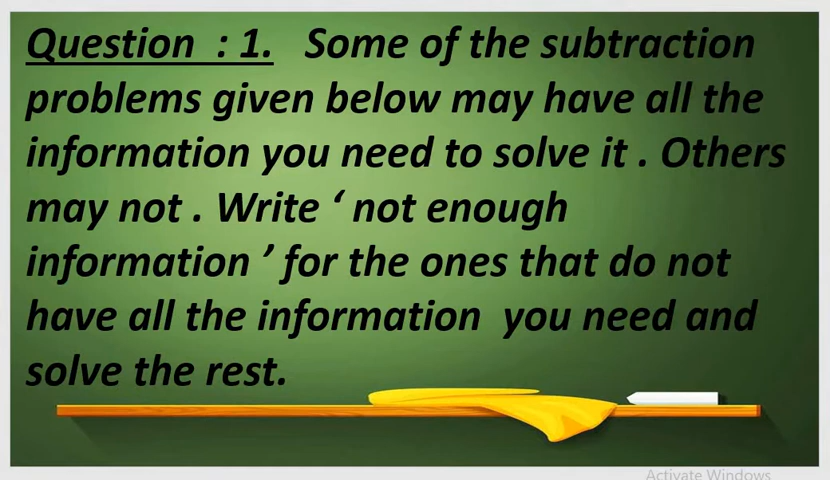 Question : 1. Some of the subtraction
problems given below may have all the
information you need to solve it . Others
may not . Write ‘ not enough
information ’ for the ones that do not
have all the information you need and
solve the rest.
Activate Windows